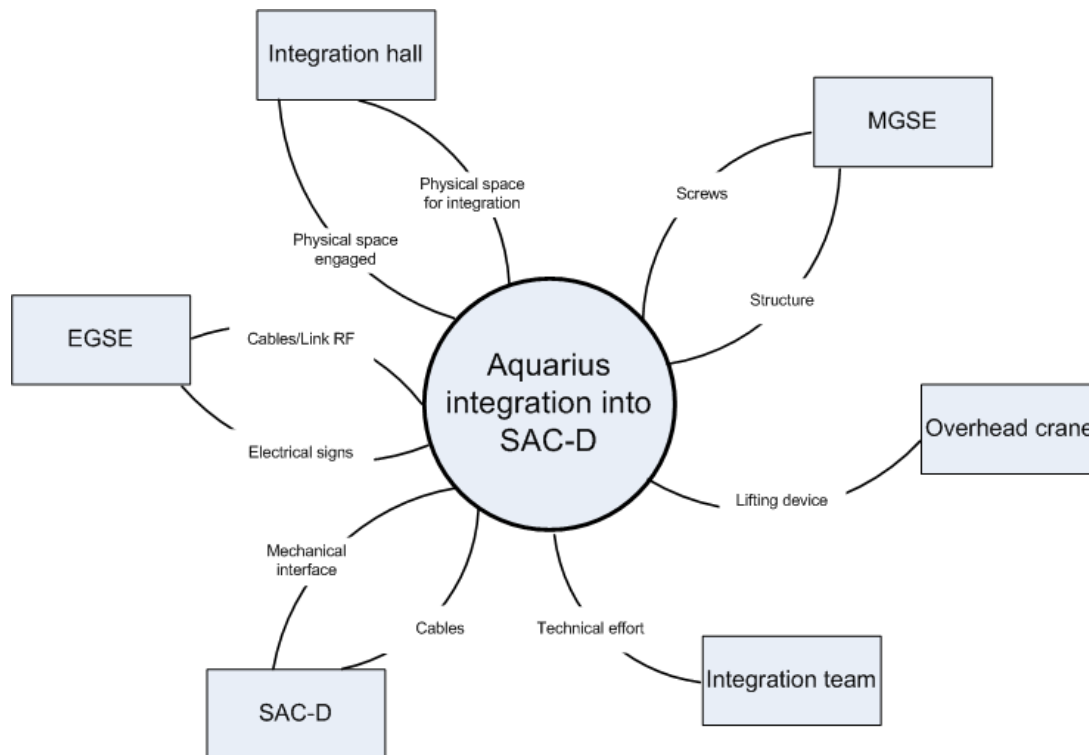 Integration hall
MGSE
Physical space
for integration
Screws
Physical space
engaged
Structure
EGSE
Cables/Link RF
Aquarius
integration into
SAC-D
Overhead crane
Electrical signs
Lifting device
Mechanical
interface
Cables
Technical effort
Integration team
SAC-D